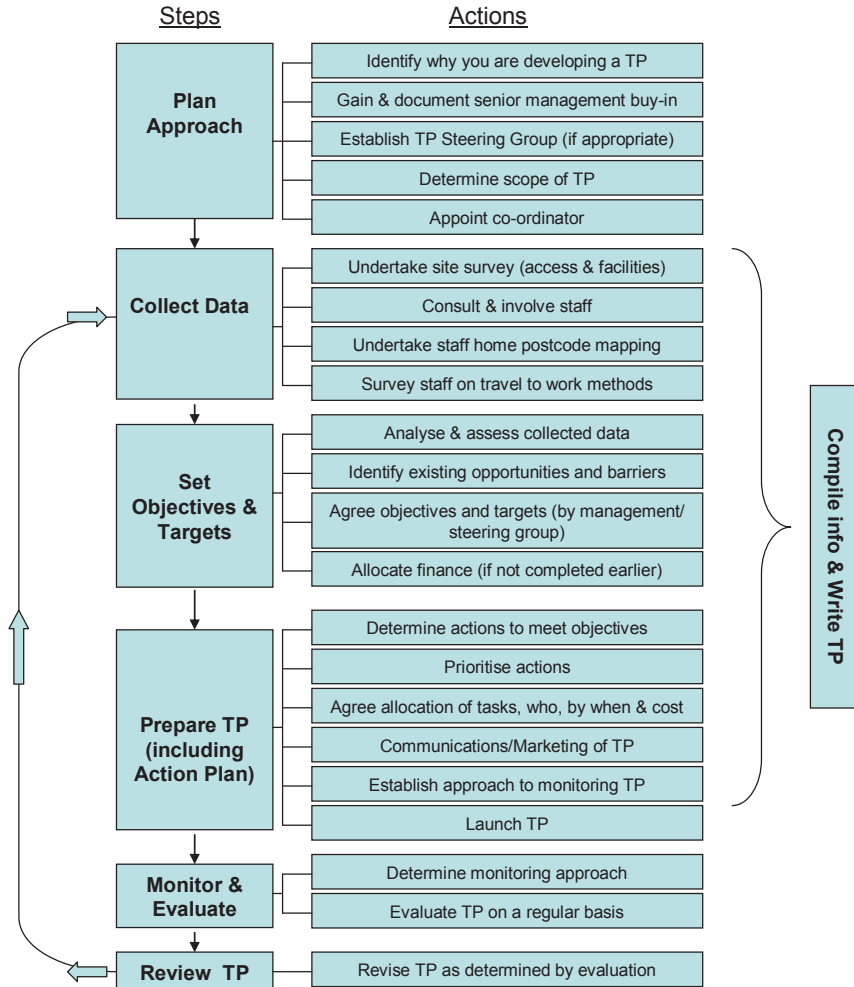 Steps
Actions
Plan
Approach
Identify why you are developing a TP
Gain & document senior management buy-in
Establish TP Steering Group (if appropriate)
Determine scope of TP
Appoint co-ordinator
Collect Data
Undertake site survey (access & facilities)
Consult & involve staff
Undertake staff home postcode mapping
Survey staff on travel to work methods
Set
Objectives &
Targets
Analyse & assess collected data
Identify existing opportunities and barriers
Agree objectives and targets (by management/
steering group)
Allocate finance (if not completed earlier)
Prepare TP
(including
Action Plan)
Determine actions to meet objectives
Prioritise actions
Agree allocation of tasks, who, by when & cost
Communications/Marketing of TP
Establish approach to monitoring TP
Launch TP
Monitor &
Evaluate
Determine monitoring approach
Evaluate TP on a regular basis
Review TP
Revise TP as determined by evaluation
Compile info & Write TP